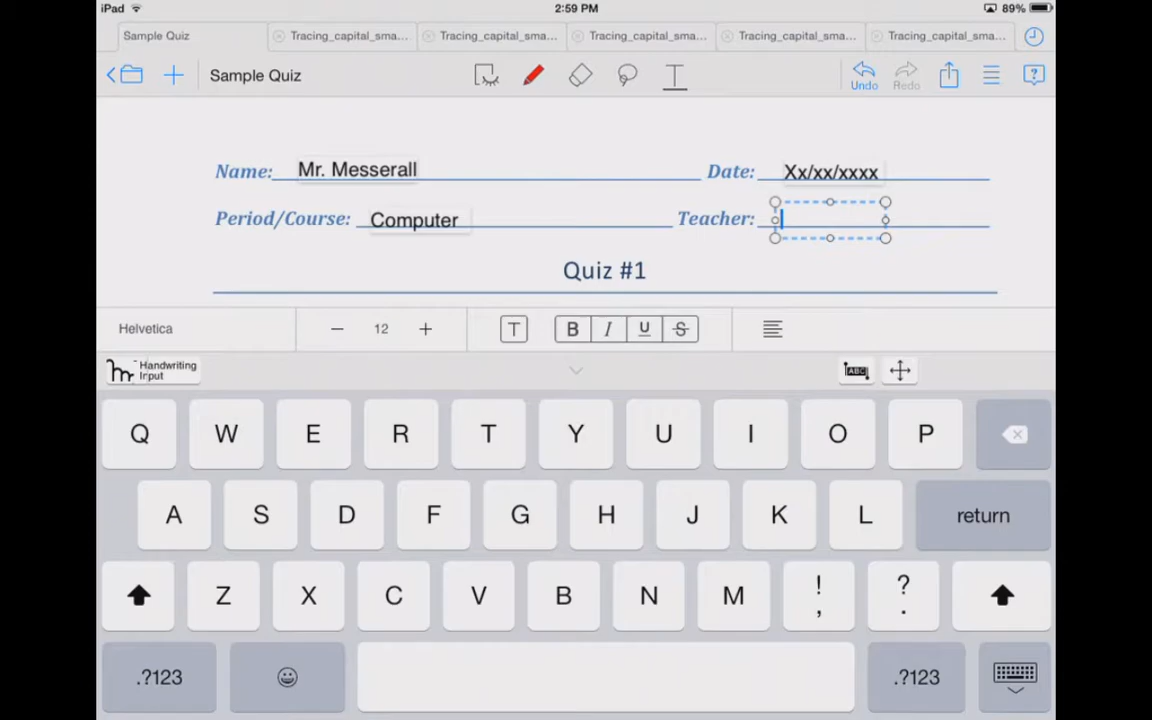 iPad 2:59 PM 89%
Sample Quiz Tracing_capital_sma... Tracing_capital_sma... Tracing_capital_sma... Tracing_capital_sma... Tracing_capital_sma...
Sample Quiz T Undo Redo ?
Name: Mr. Messerall Date: Xx/xx/xxxx
Period/Course: Computer Teacher:
Quiz #1
Helvetica − 12 + T B I U S
Handwriting
Input ABC
Q W E R T Y U I O P
A S D F G H J K L return
Z X C V B N M ! , ? .
.?123 .?123